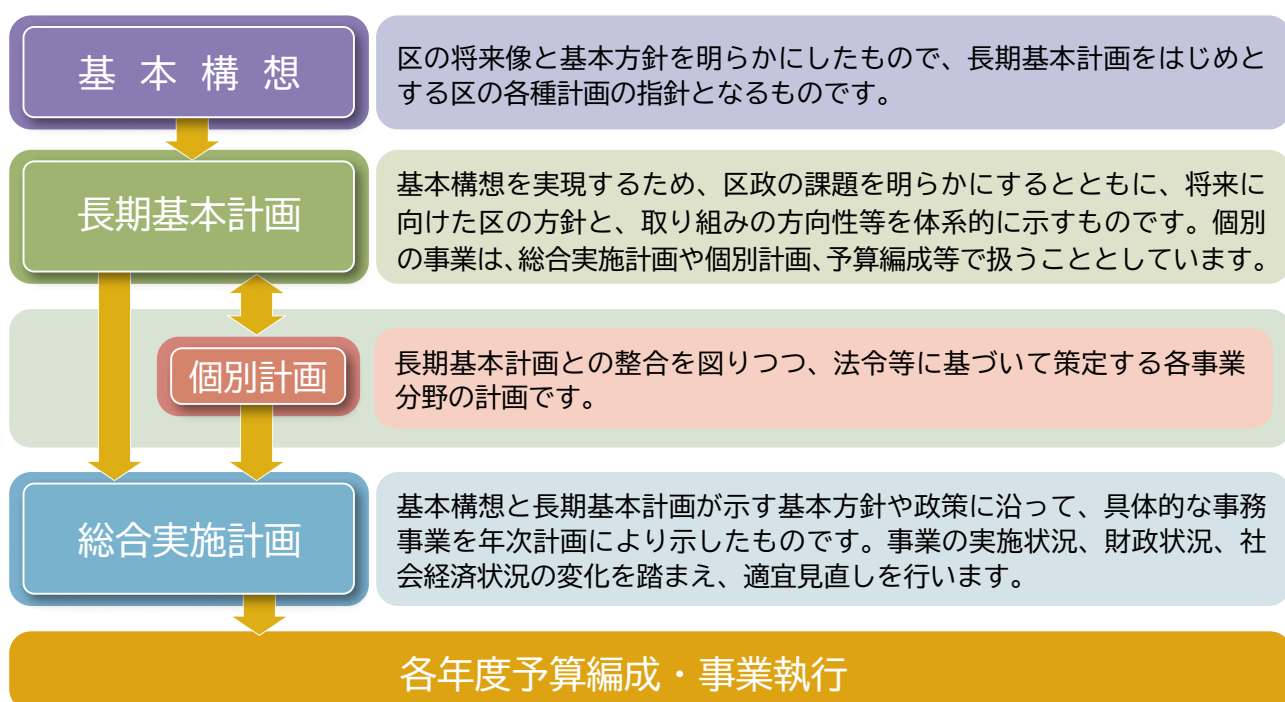 基本構想
区の将来像と基本方針を明らかにしたもので、長期基本計画をはじめと
する区の各種計画の指針となるものです。
長期基本計画
基本構想を実現するため、区政の課題を明らかにするとともに、将来に
向けた区の方針と、取り組みの方向性等を体系的に示すものです。個別
の事業は、総合実施計画や個別計画、予算編成等で扱うこととしています。
個別計画
長期基本計画との整合を図りつつ、法令等に基づいて策定する各事業
分野の計画です。
総合実施計画
基本構想と長期基本計画が示す基本方針や政策に沿って、具体的な事務
事業を年次計画により示したものです。事業の実施状況、財政状況、社
会経済状況の変化を踏まえ、適宜見直しを行います。
各年度予算編成・事業執行